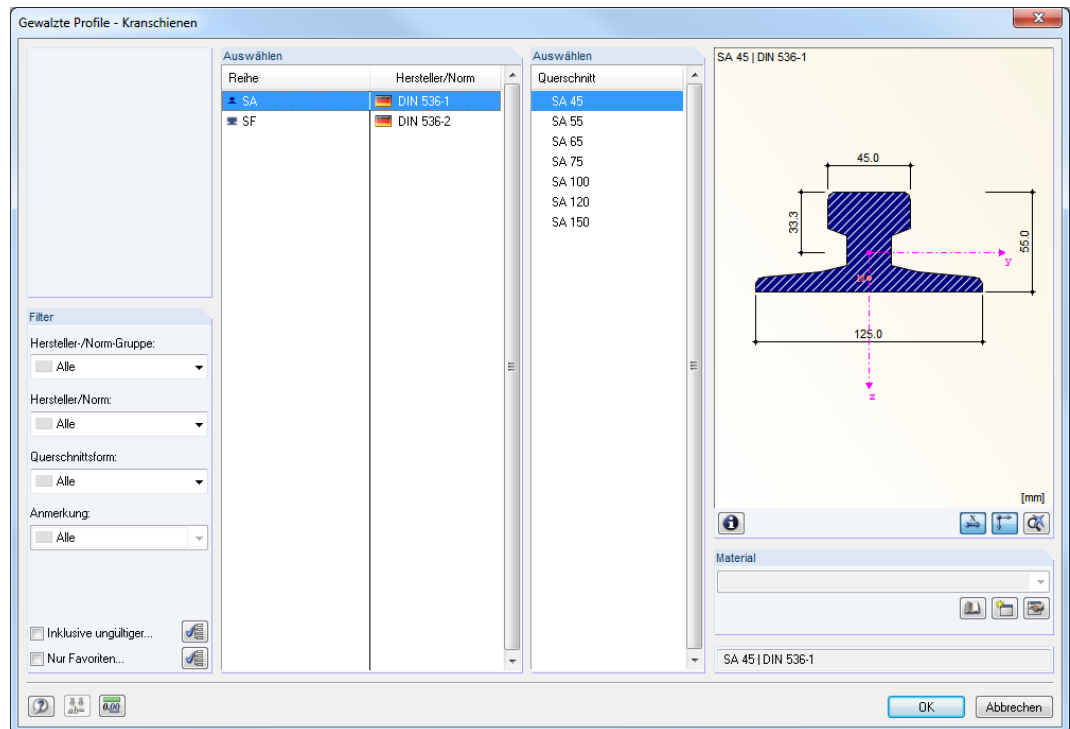 Gewalzte Profile - Kranschienen
Auswählen
Reihe Hersteller/Norm
SA DIN 536-1
SF DIN 536-2
Auswählen
Querschnitt
SA 45
SA 55
SA 65
SA 75
SA 100
SA 120
SA 150
SA 45 | DIN 536-1
45.0
33.3
55.0
y
M
125.0
z
[mm]
Filter
Hersteller-/Norm-Gruppe:
Alle
Hersteller/Norm:
Alle
Querschnittsform:
Alle
Anmerkung:
Alle
Inklusive ungültiger...
Nur Favoriten...
Material
SA 45 | DIN 536-1
0.00
OK Abbrechen